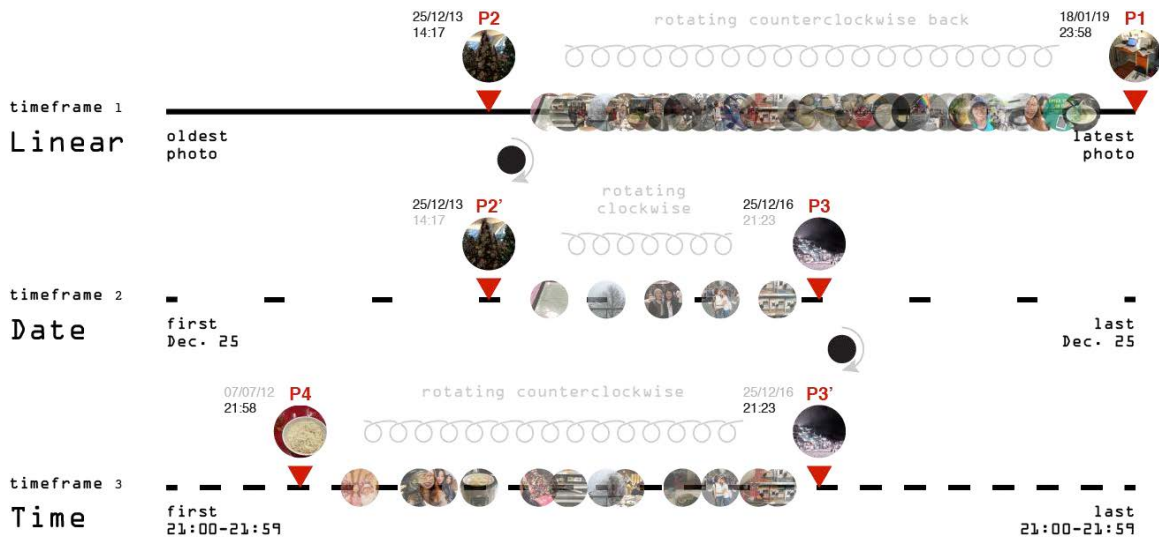 25/12/13 P2
14:17
rotating counterclockwise back
18/01/19 P1
23:58
timeframe 1
Linear
oldest
photo
latest
photo
25/12/13 P2'
14:17
rotating
clockwise
25/12/16 P3
21:23
timeframe 2
Date
first
Dec. 25
last
Dec. 25
07/07/12 P4
21:58
rotating counterclockwise
25/12/16 P3'
21:23
timeframe 3
Time
first
21:00-21:59
last
21:00-21:59